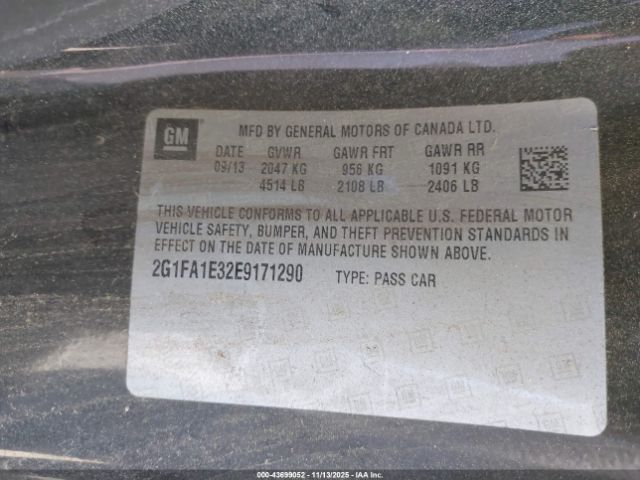 GM
MFD BY GENERAL MOTORS OF CANADA LTD.
DATE GVWR GAWR FRT GAWR RR
09/13 2047 KG 956 KG 1091 KG
4514 LB 2108 LB 2406 LB
THIS VEHICLE CONFORMS TO ALL APPLICABLE U.S. FEDERAL MOTOR
VEHICLE SAFETY, BUMPER, AND THEFT PREVENTION STANDARDS IN
EFFECT ON THE DATE OF MANUFACTURE SHOWN ABOVE.
2G1FA1E32E9171290 TYPE: PASS CAR
000-43699052 | 11/13/2025 | Copyright © IAAI, Inc.